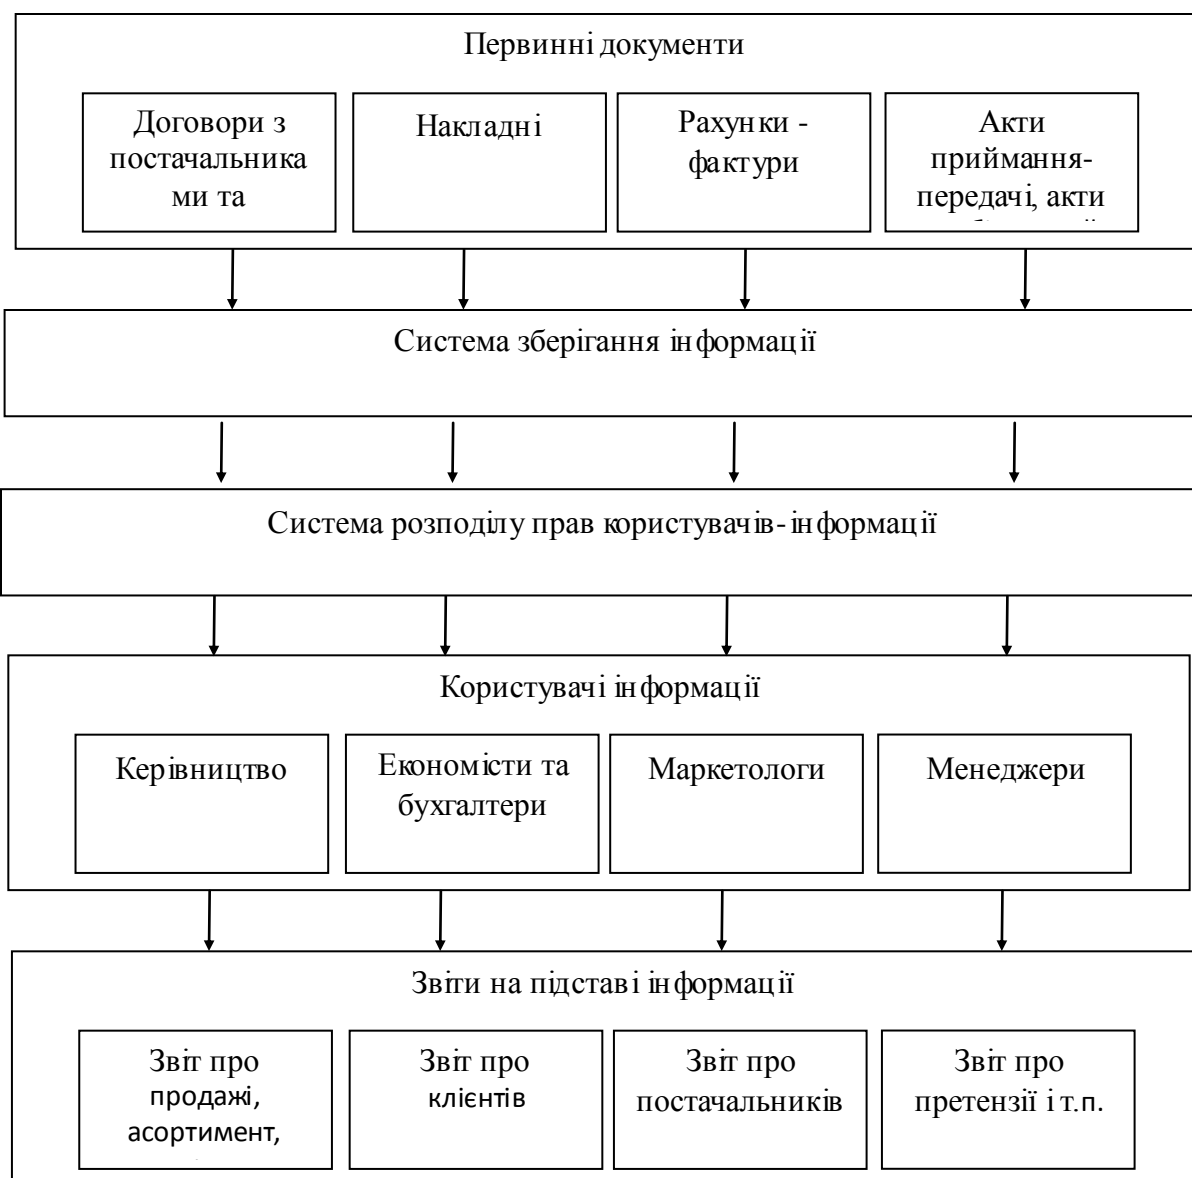 Первинні документи
Договори з
постачальника
ми та
Накладні
Рахунки -
фактури
Акти
приймання-
передачі, акти
Система зберігання інформації
Система розподілу прав користувачів-інформації
Користувачі інформації
Керівництво
Економісти та
бухгалтери
Маркетологи
Менеджери
Звіти на підставі інформації
Звіт про
продажі,
асортимент,
Звіт про
клієнтів
Звіт про
постачальників
Звіт про
претензії і т.п.